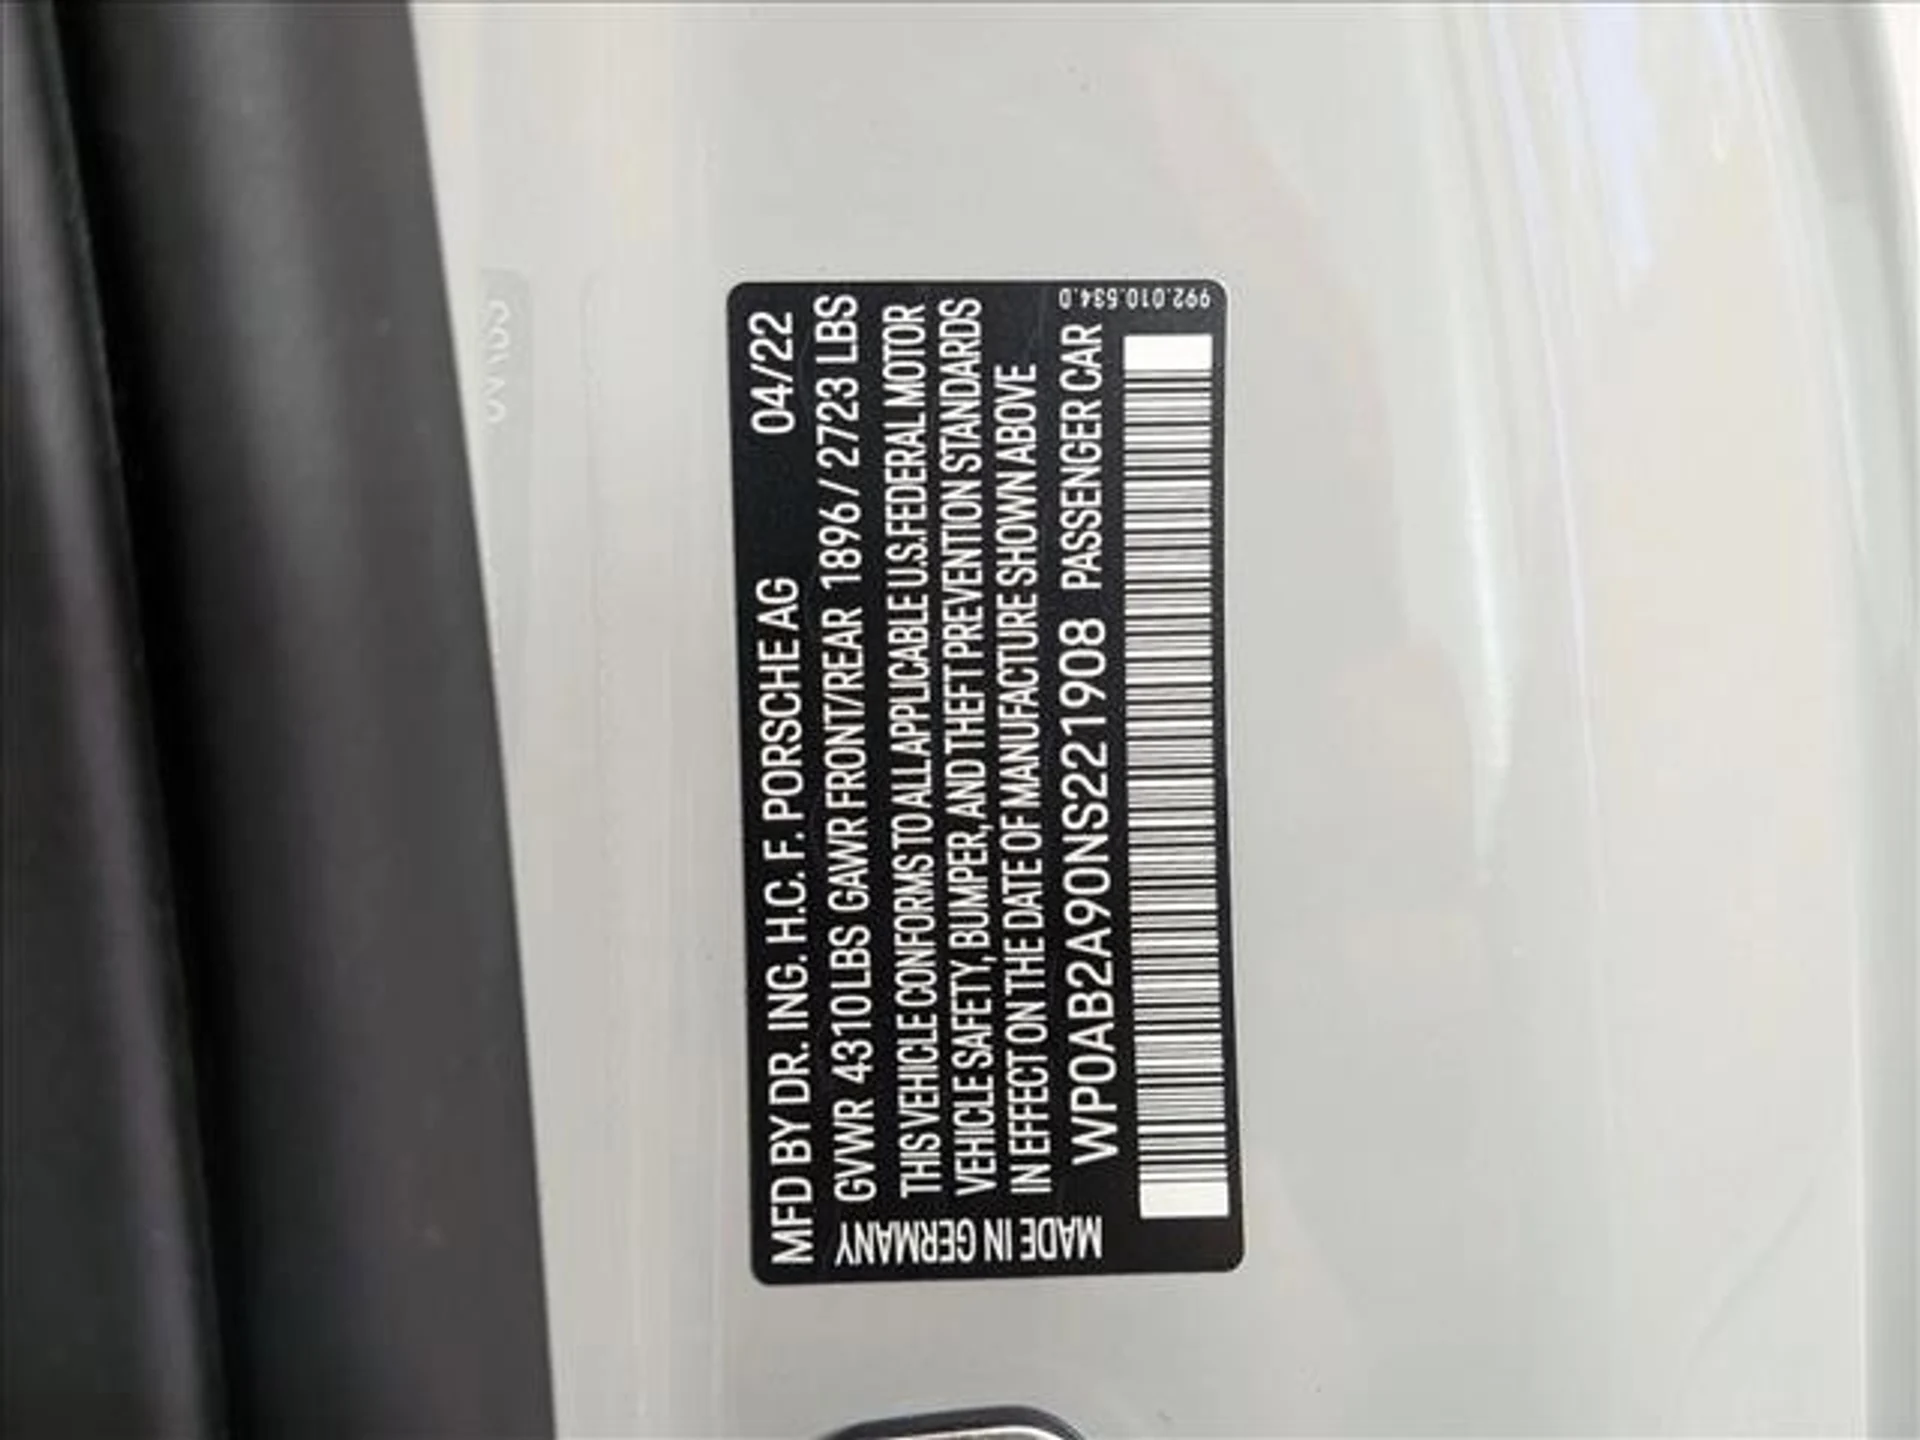 MFD BY DR. ING. H.C. F. PORSCHE AG 04/22
GVWR 4310 LBS GAWR FRONT/REAR 1896/2723 LBS
THIS VEHICLE CONFORMS TO ALL APPLICABLE U.S. FEDERAL MOTOR
VEHICLE SAFETY, BUMPER, AND THEFT PREVENTION STANDARDS
IN EFFECT ON THE DATE OF MANUFACTURE SHOWN ABOVE
WP0AB2A90NS221908 PASSENGER CAR
MADE IN GERMANY
992.010.534.D